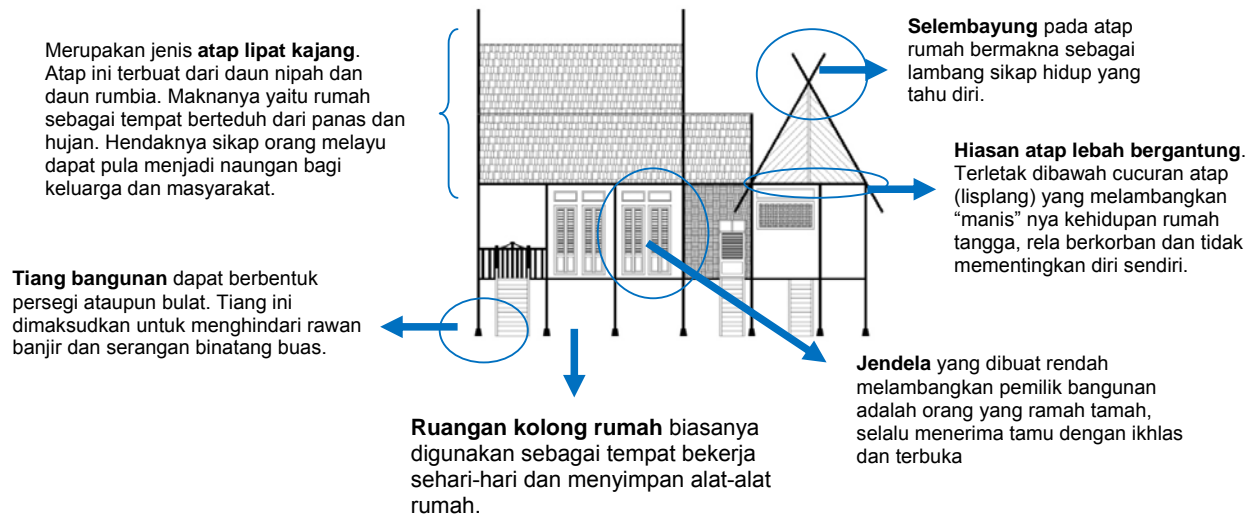 Merupakan jenis atap lipat kajang.
Atap ini terbuat dari daun nipah dan
daun rumbia. Maknanya yaitu rumah
sebagai tempat berteduh dari panas dan
hujan. Hendaknya sikap orang melayu
dapat pula menjadi naungan bagi
keluarga dan masyarakat.
Selembayung pada atap
rumah bermakna sebagai
lambang sikap hidup yang
tahu diri.
Hiasan atap lebah bergantung.
Terletak dibawah cucuran atap
(lisplang) yang melambangkan
“manis” nya kehidupan rumah
tangga, rela berkorban dan tidak
mementingkan diri sendiri.
Tiang bangunan dapat berbentuk
persegi ataupun bulat. Tiang ini
dimaksudkan untuk menghindari rawan
banjir dan serangan binatang buas.
Jendela yang dibuat rendah
melambangkan pemilik bangunan
adalah orang yang ramah tamah,
selalu menerima tamu dengan ikhlas
dan terbuka
Ruangan kolong rumah biasanya
digunakan sebagai tempat bekerja
sehari-hari dan menyimpan alat-alat
rumah.